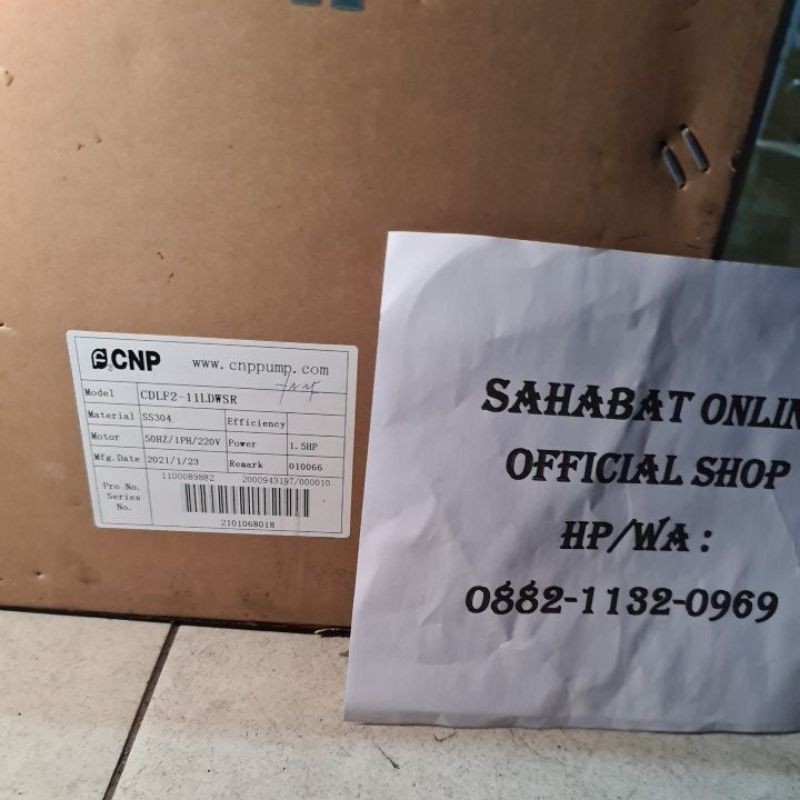 CNP www.cnppump.com
Model CDLF2-11LDWSR
Material SS304 Efficiency
Motor 50HZ/1PH/220V Power 1.5HP
Mfg.Date 2021/1/23 Remark 010066
Pro No. Series No.
1100089882 2000943197/000010
2101068018
SAHABAT ONLIN
OFFICIAL SHOP
HP/WA :
0882-1132-0969